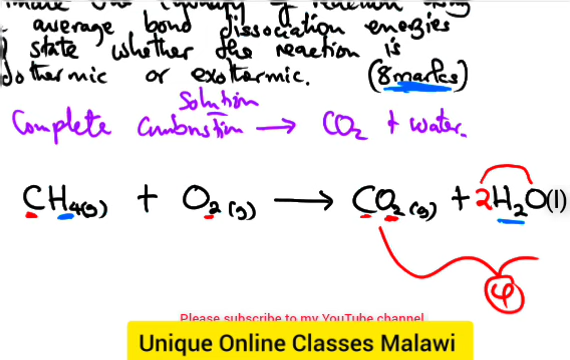 average bond dissociation energies
state whether the reaction is
or exothermic. (8marks)
Solution
Complete Combustion → CO₂ + water.
CH₄(g) + O₂(g) → CO₂(g) + 2H₂O(l)
4
Please subscribe to my YouTube channel
Unique Online Classes Malawi